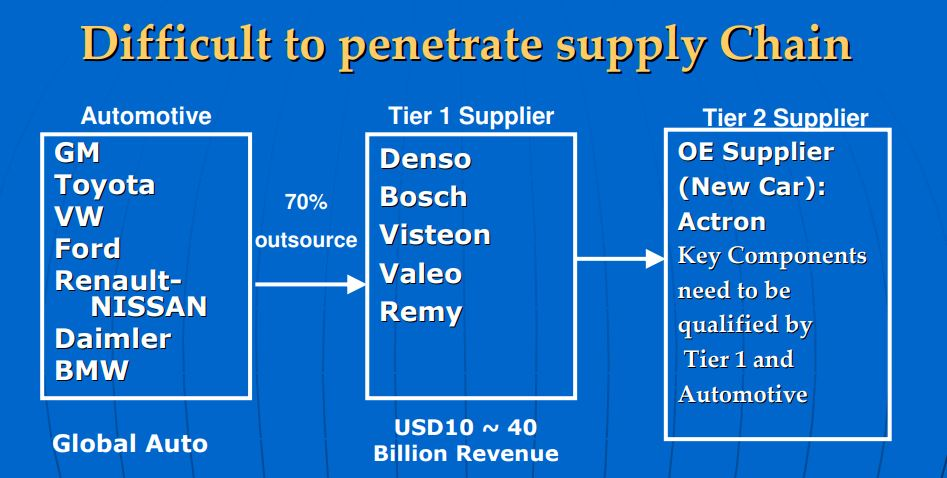 Difficult to penetrate supply Chain
Automotive
GM
Toyota
VW
Ford
Renault-
NISSAN
Daimler
BMW
Global Auto
70%
outsource
Tier 1 Supplier
Denso
Bosch
Visteon
Valeo
Remy
USD10 ~ 40
Billion Revenue
Tier 2 Supplier
OE Supplier
(New Car):
Actron
Key Components
need to be
qualified by
Tier 1 and
Automotive